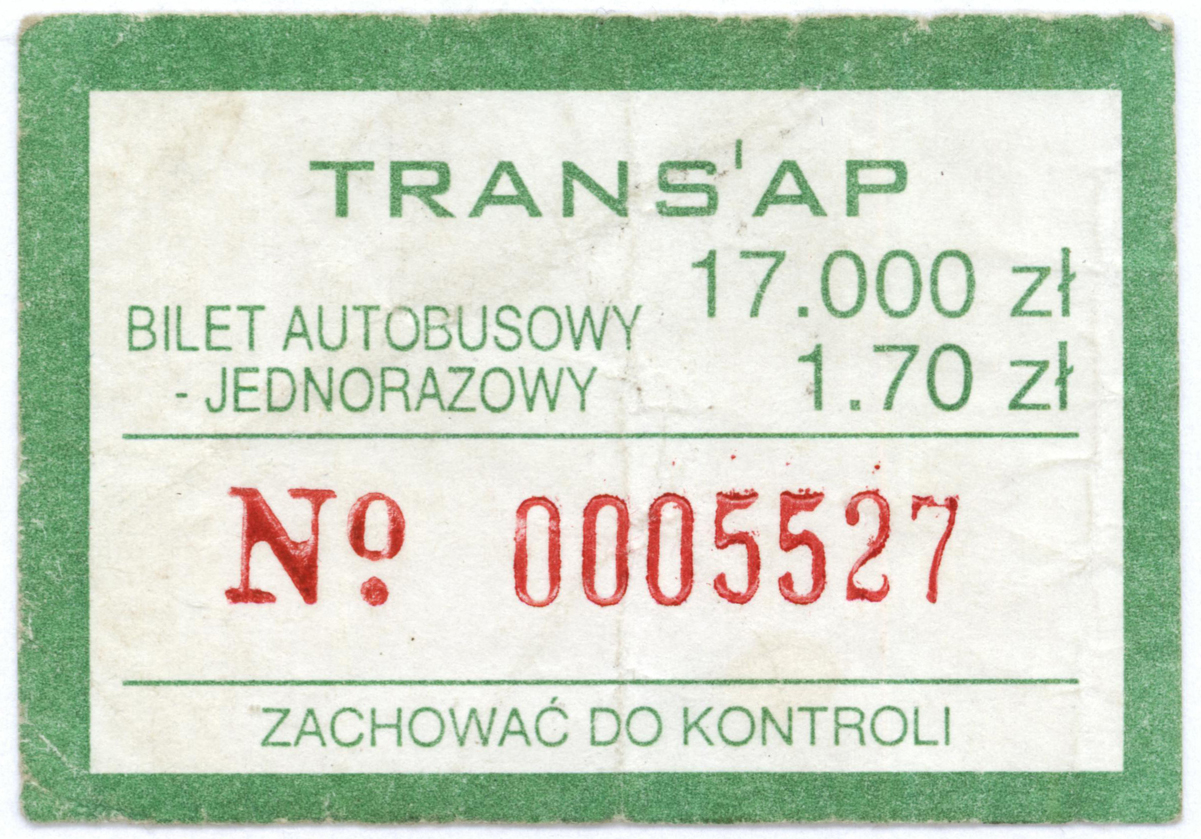 TRANS'AP
17.000 zł
BILET AUTOBUSOWY
- JEDNORAZOWY
1.70 zł
No. 0005527
ZACHOWAĆ DO KONTROLI